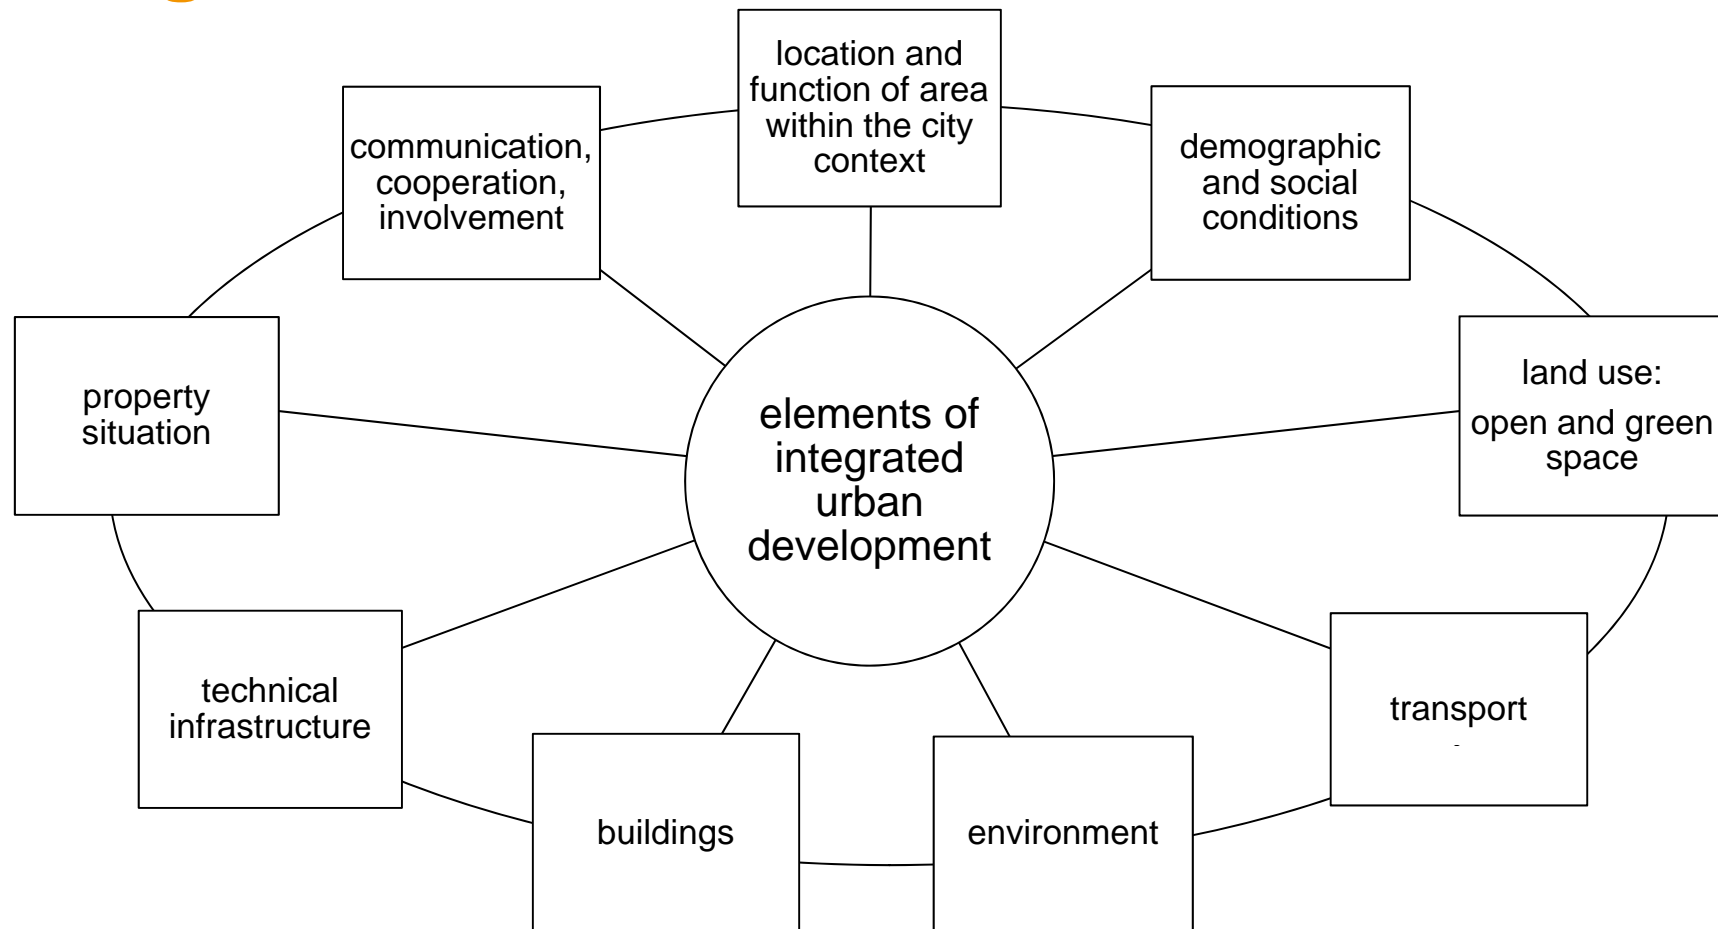 location and
function of area
within the city
context
communication,
cooperation,
involvement
demographic
and social
conditions
property
situation
land use:
open and green
space
elements of
integrated
urban
development
technical
infrastructure
transport
-
buildings
environment